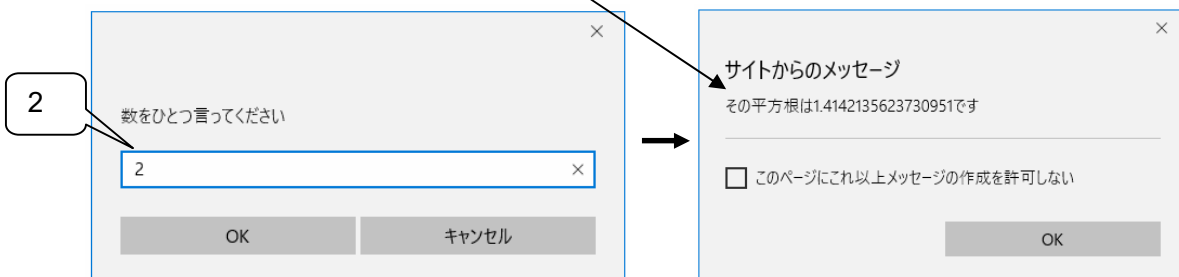 2
数をひとつ言ってください
2
OK キャンセル
サイトからのメッセージ
その平方根は1.4142135623730951です
このページにこれ以上メッセージの作成を許可しない
OK